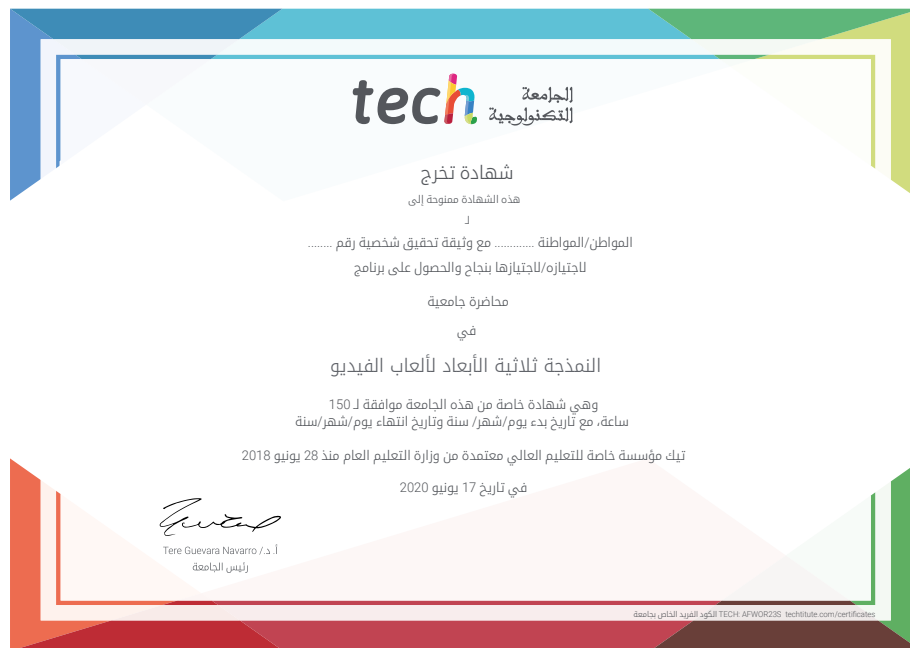 tech
الجامعة
التكنولوجية
شهادة تخرج
هذه الشهادة ممنوحة إلى
لـ
المواطن/المواطنة ............ مع وثيقة تحقيق شخصية رقم ........
لاجتيازه/لاجتيازها بنجاح والحصول على برنامج
محاضرة جامعية
في
النمذجة ثلاثية الأبعاد لألعاب الفيديو
وهي شهادة خاصة من هذه الجامعة موافقة لـ 150
ساعة، مع تاريخ بدء يوم/شهر/ سنة وتاريخ انتهاء يوم/شهر/سنة
تيك مؤسسة خاصة للتعليم العالي معتمدة من وزارة التعليم العام منذ 28 يونيو 2018
في تاريخ 17 يونيو 2020
أ.د./ Tere Guevara Navarro
رئيس الجامعة
الكود الفريد الخاص بجامعة TECH: AFWOR23S techtitute.com/certificates